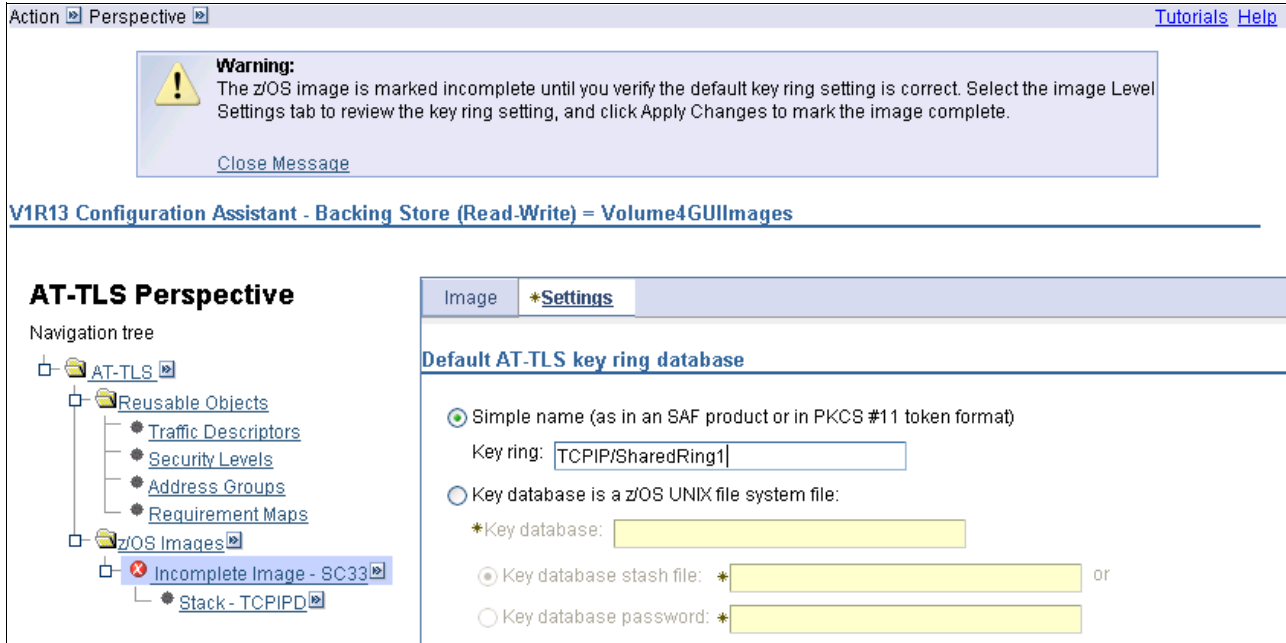 Action Perspective Tutorials Help
Warning:
The z/OS image is marked incomplete until you verify the default key ring setting is correct. Select the image Level
Settings tab to review the key ring setting, and click Apply Changes to mark the image complete.
Close Message
V1R13 Configuration Assistant - Backing Store (Read-Write) = Volume4GUIImages
AT-TLS Perspective
Navigation tree
AT-TLS
Reusable Objects
Traffic Descriptors
Security Levels
Address Groups
Requirement Maps
z/OS Images
Incomplete Image - SC33
Stack - TCPIPD
Image *Settings
Default AT-TLS key ring database
Simple name (as in an SAF product or in PKCS #11 token format)
Key ring: TCPIP/SharedRing1
Key database is a z/OS UNIX file system file:
*Key database:
Key database stash file: * or
Key database password: *